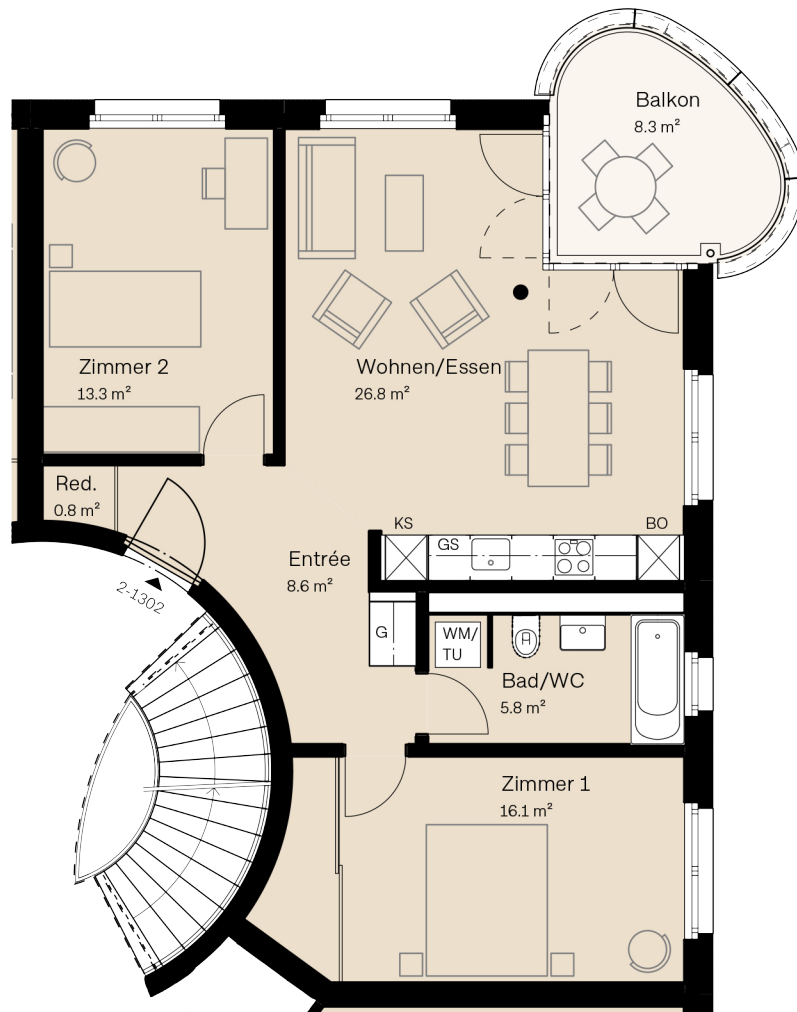 Balkon
8.3 m²
Zimmer 2
13.3 m²
Wohnen/Essen
26.8 m²
Red.
0.8 m²
KS
GS
BO
Entrée
8.6 m²
2-1302
G
WM/
TU
Bad/WC
5.8 m²
Zimmer 1
16.1 m²